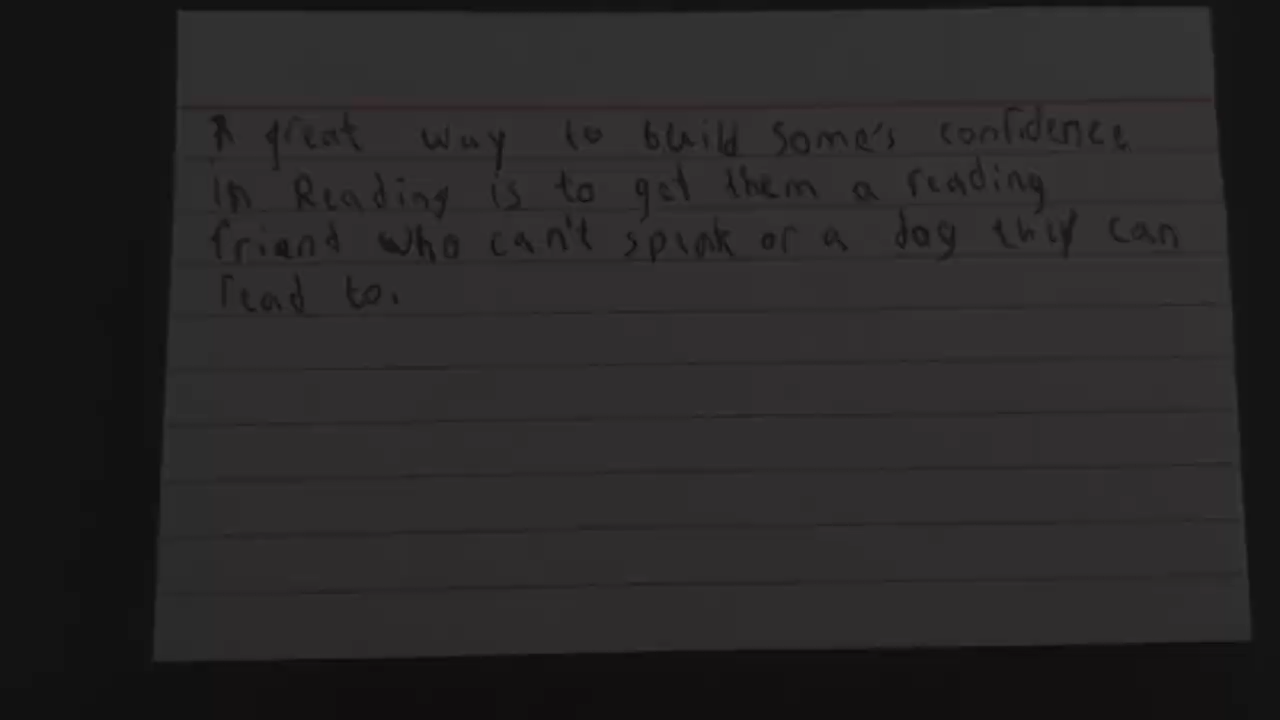 A great way to build some's confidence
in Reading is to get them a reading
friend who can't speak or a dog they can
read to.